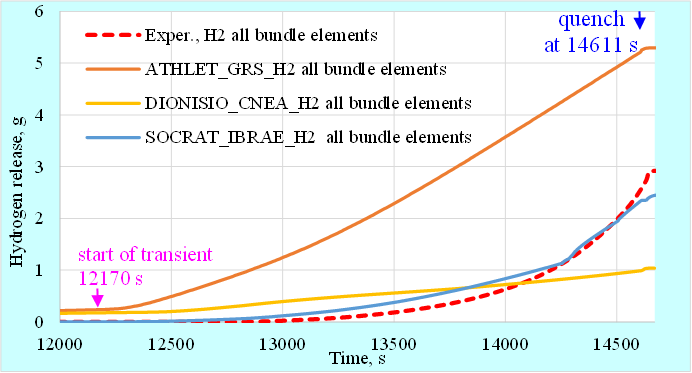 quench
at 14611 s
Exper., H2 all bundle elements
ATHLET_GRS_H2 all bundle elements
DIONISIO_CNEA_H2 all bundle elements
SOCRAT_IBRAE_H2 all bundle elements
start of transient
12170 s
Hydrogen release, g
6
5
4
3
2
1
0
12000 12500 13000 13500 14000 14500
Time, s